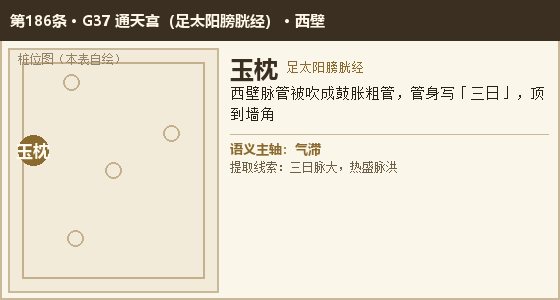 第186条・G37 通天宫（足太阳膀胱经）・西壁
桩位图（本表自绘）
玉枕
玉枕 足太阳膀胱经
西壁脉管被吹成鼓胀粗管，管身写「三日」，顶
到墙角
语义主轴：气滞
提取线索：三日脉大，热盛脉洪